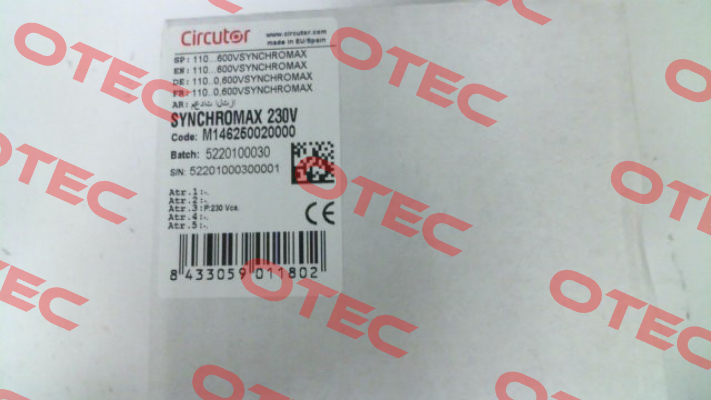 Circutor
www.circutor.com
made in EU/Spain
SP: 110...600VSYNCHROMAX
EN: 110...600VSYNCHROMAX
DE: 110..0,600VSYNCHROMAX
FR: 110..0,600VSYNCHROMAX
AR:
SYNCHROMAX 230V
Code: M146250020000
Batch: 5220100030
S/N: 52201000300001
Atr.1:-.
Atr.2:-.
Atr.3:P:230 Vca.
Atr.4:-.
Atr.5:-.
CE
8 433059 011802
OTEC
OTEC
OTEC
OTEC
OTEC
OTEC
OTEC
OTEC
OTEC
OTEC